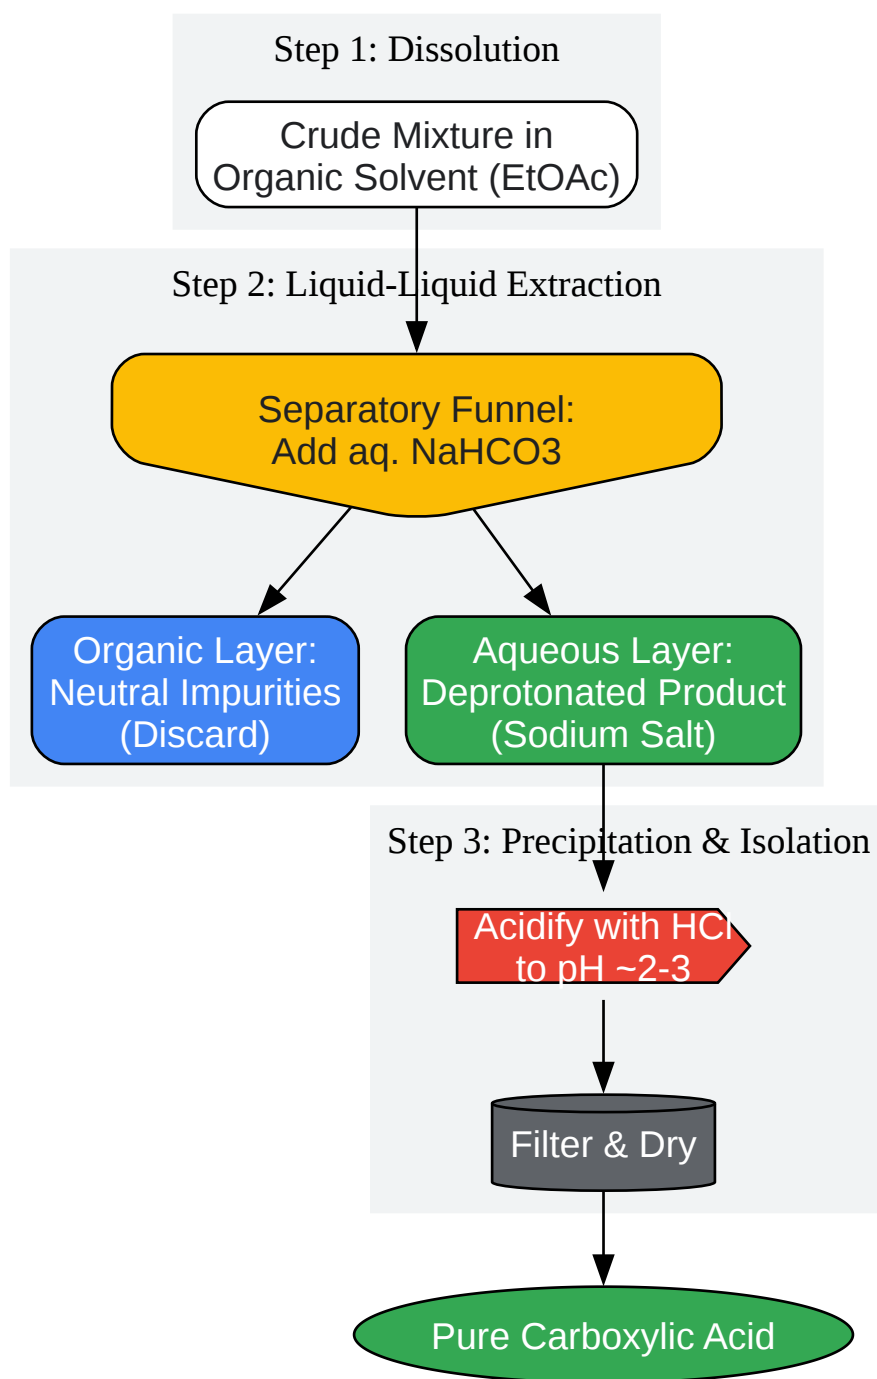 Step 1: Dissolution
Crude Mixture in
Organic Solvent (EtOAc)
Step 2: Liquid-Liquid Extraction
Separatory Funnel:
Add aq. NaHCO3
Organic Layer:
Neutral Impurities
(Discard)
Aqueous Layer:
Deprotonated Product
(Sodium Salt)
Step 3: Precipitation & Isolation
Acidify with HCl
to pH ~2-3
Filter & Dry
Pure Carboxylic Acid